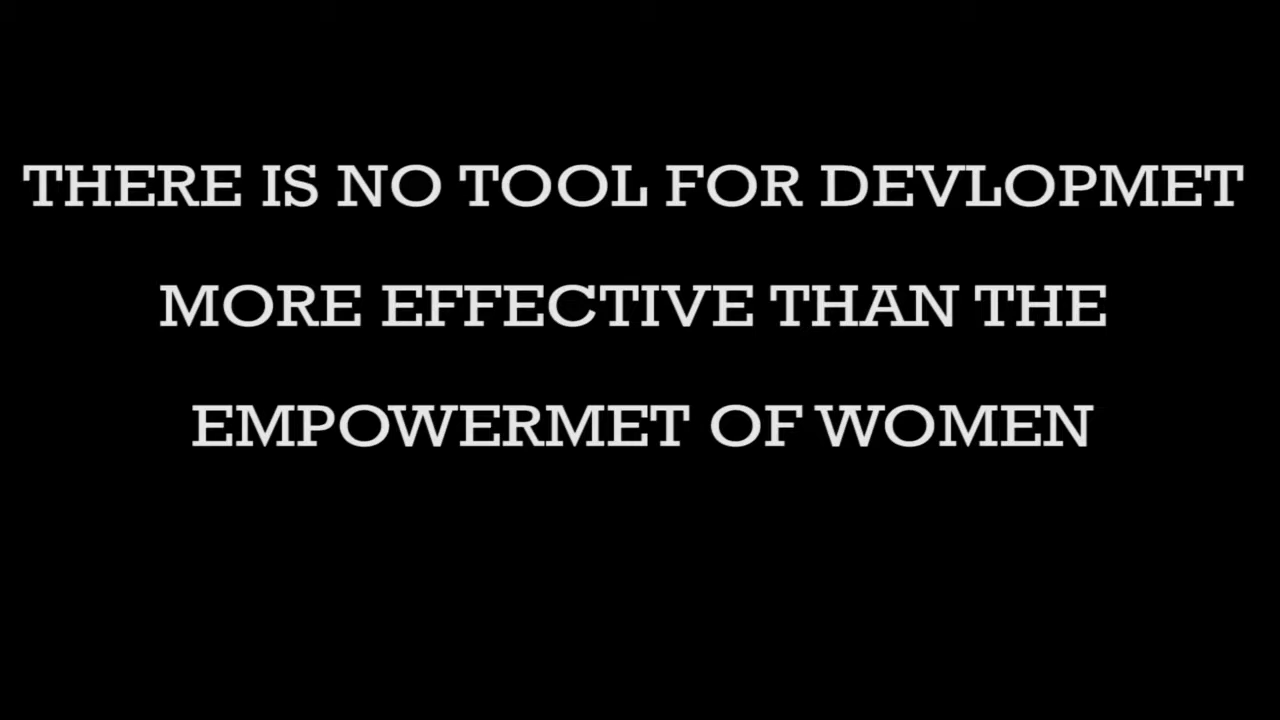 THERE IS NO TOOL FOR DEVLOPMET
MORE EFFECTIVE THAN THE
EMPOWERMET OF WOMEN